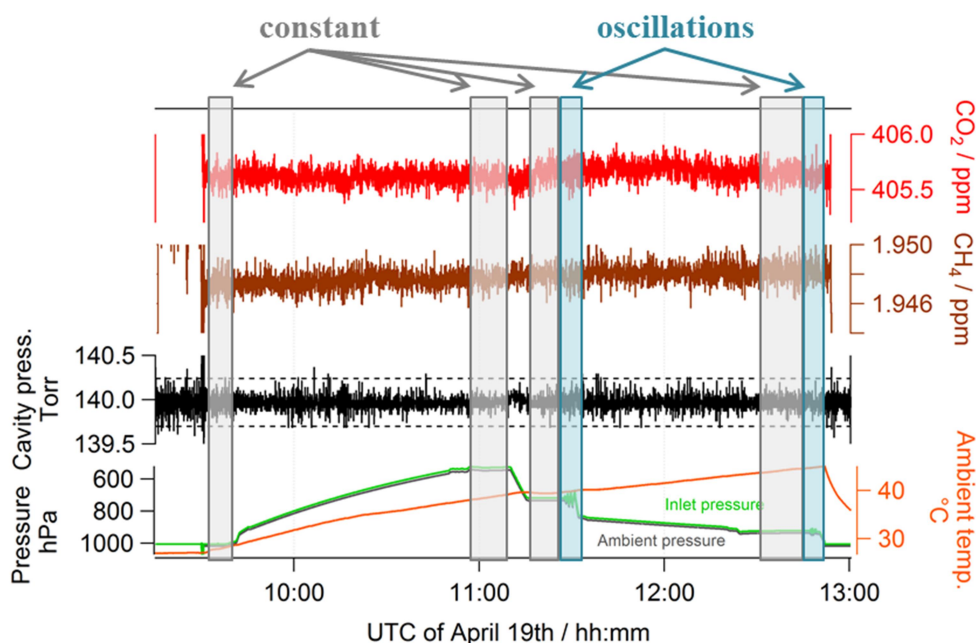 constant
oscillations
CO2 / ppm
406.0
405.5
CH4 / ppm
1.950
1.946
Cavity press.
Torr
140.5
140.0
139.5
Pressure
hPa
600
800
1000
Inlet pressure
Ambient pressure
Ambient temp.
°C
40
30
10:00
11:00
12:00
13:00
UTC of April 19th / hh:mm